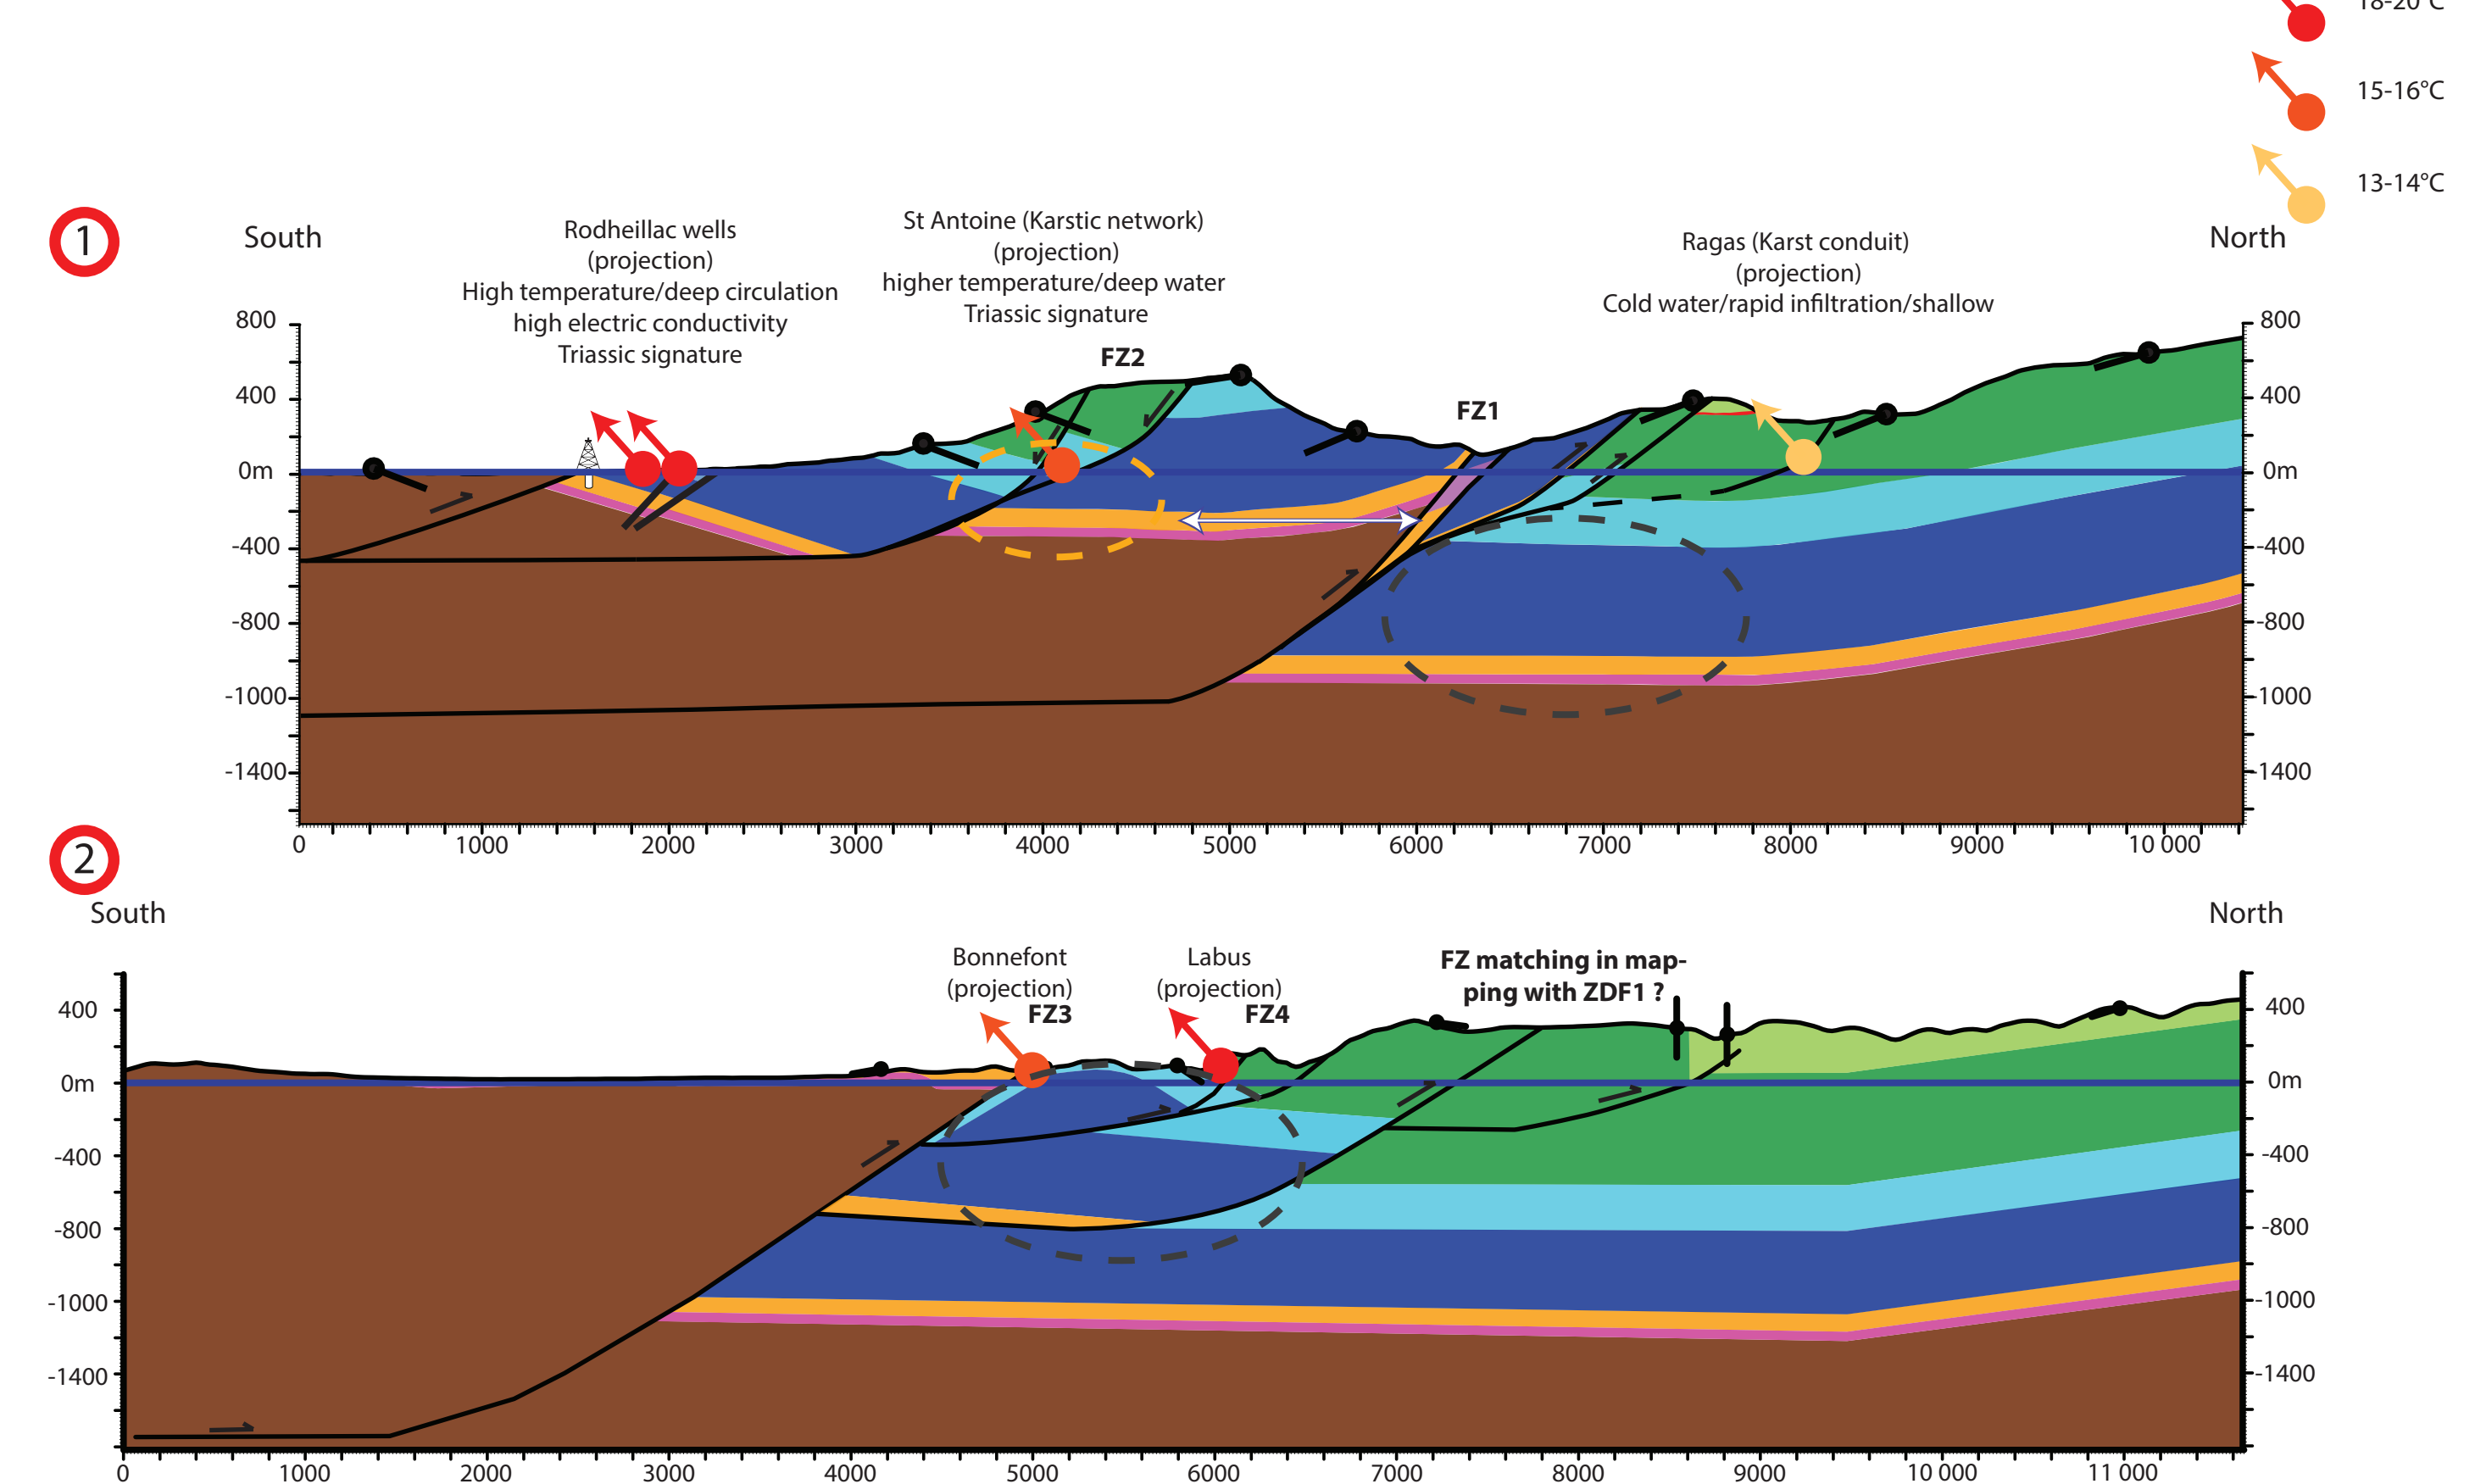 18-20°C
15-16°C
13-14°C
1
South
North
Rodheillac wells
(projection)
High temperature/deep circulation
high electric conductivity
Triassic signature
St Antoine (Karstic network)
(projection)
higher temperature/deep water
Triassic signature
FZ2
Ragas (Karst conduit)
(projection)
Cold water/rapid infiltration/shallow
FZ1
800
400
0m
-400
-800
-1000
-1400
800
400
0m
-400
-800
-1000
-1400
0 1000 2000 3000 4000 5000 6000 7000 8000 9000 10 000
2
South
North
Bonnefont
(projection)
FZ3
Labus
(projection)
FZ4
FZ matching in map-
ping with ZDF1 ?
400
0m
-400
-800
-1000
-1400
400
0m
-400
-800
-1000
-1400
0 1000 2000 3000 4000 5000 6000 7000 8000 9000 10 000 11 000